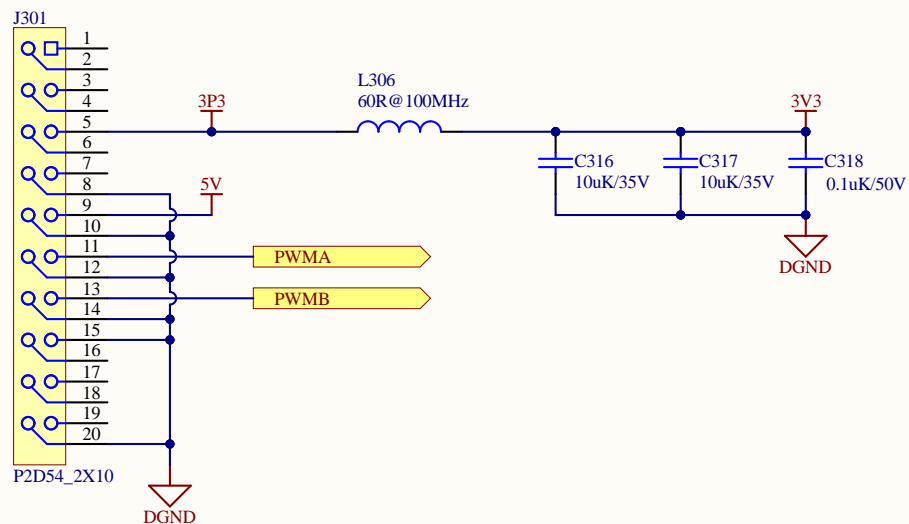 J301
1
2
3
4
5
6
7
8
9
10
11
12
13
14
15
16
17
18
19
20
P2D54_2X10
3P3
5V
L306
60R@100MHz
3V3
C316
10uK/35V
C317
10uK/35V
C318
0.1uK/50V
DGND
PWMA
PWMB
DGND